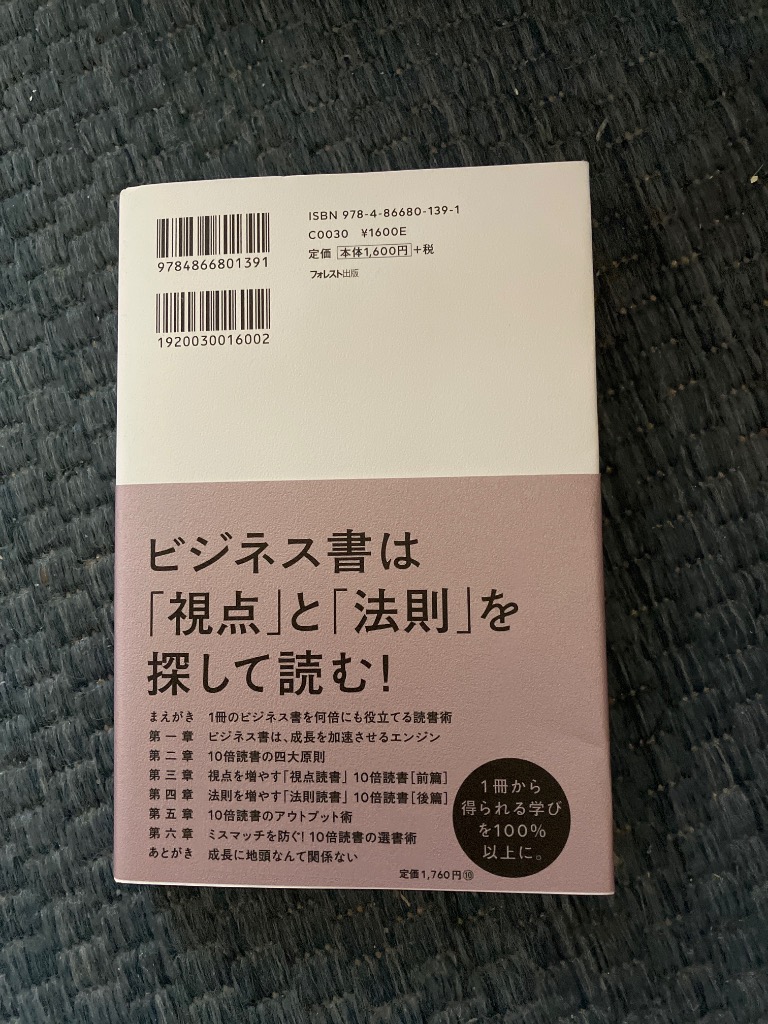 9784866801391
1920030016002
ISBN 978-4-86680-139-1
C0030 ¥1600E
定価 本体1,600円+税
フォレスト出版
ビジネス書は
「視点」と「法則」を
探して読む!
まえがき 1冊のビジネス書を何倍にも役立てる読書術
第一章 ビジネス書は、成長を加速させるエンジン
第二章 10倍読書の四大原則
第三章 視点を増やす「視点読書」 10倍読書[前篇]
第四章 法則を増やす「法則読書」 10倍読書[後篇]
第五章 10倍読書のアウトプット術
第六章 ミスマッチを防ぐ! 10倍読書の選書術
あとがき 成長に地頭なんて関係ない
1冊から
得られる学び
を100%
以上に。
定価1,760円⑩